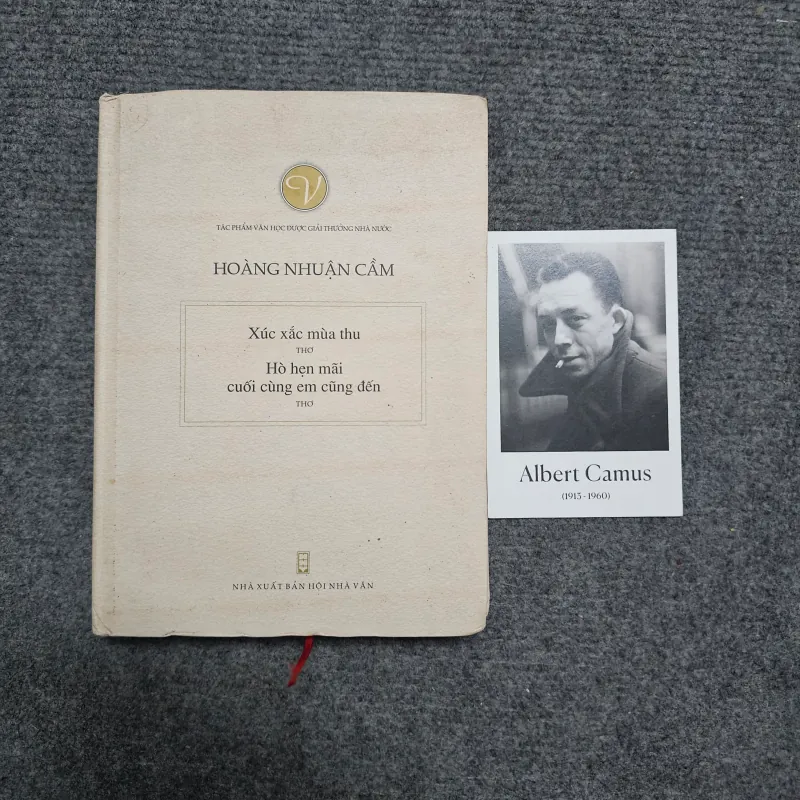 V
TÁC PHẨM VĂN HỌC ĐƯỢC GIẢI THƯỞNG NHÀ NƯỚC
HOÀNG NHUẬN CẦM
Xúc xắc mùa thu
THƠ
Hò hẹn mãi
cuối cùng em cũng đến
THƠ
NHÀ XUẤT BẢN HỘI NHÀ VĂN
Albert Camus
(1913 - 1960)